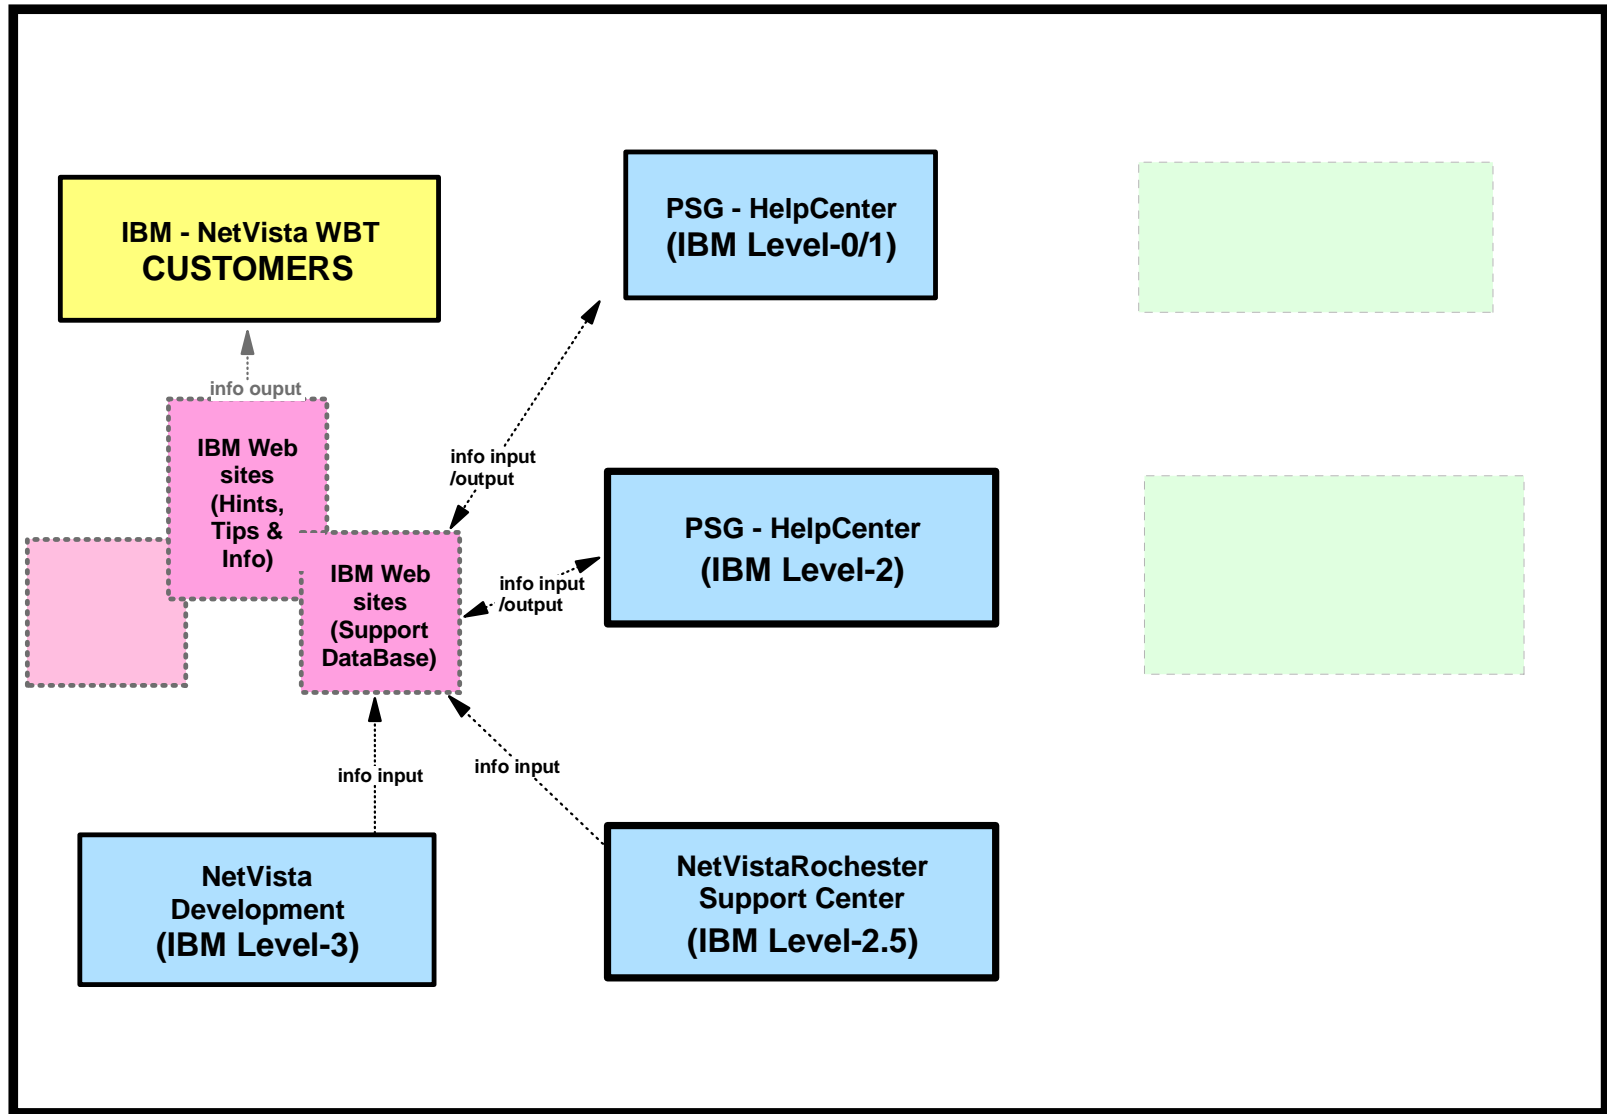 IBM - NetVista WBT
CUSTOMERS
PSG - HelpCenter
(IBM Level-0/1)
info ouput
IBM Web
sites
(Hints,
Tips &
Info)
info input
/output
PSG - HelpCenter
(IBM Level-2)
IBM Web
sites
(Support
DataBase)
info input
/output
info input
info input
NetVista
Development
(IBM Level-3)
NetVistaRochester
Support Center
(IBM Level-2.5)